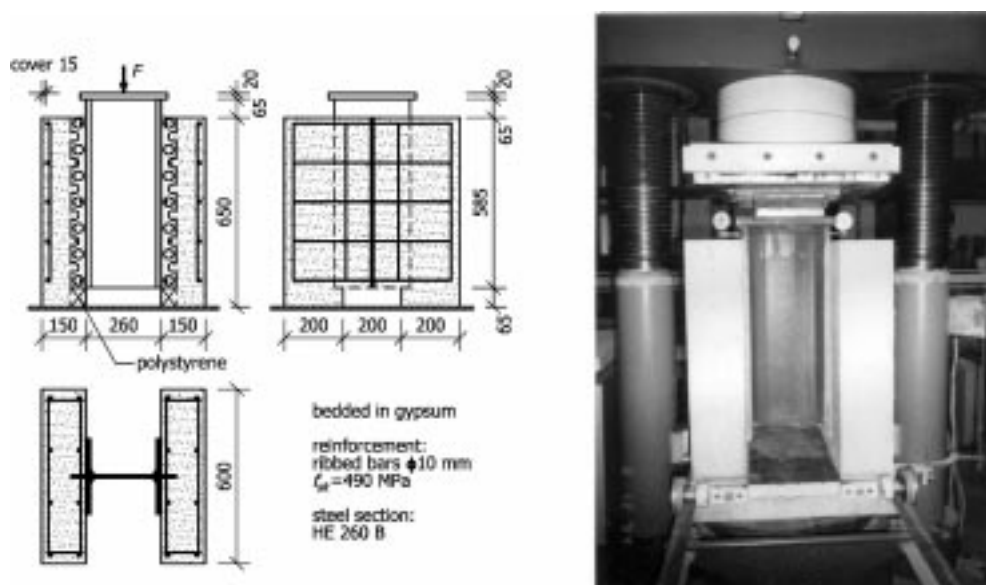 cover 15
F
20
65
650
150 260 150
polystyrene
20
65
585
65
200 200 200
600
bedded in gypsum
reinforcement:
ribbed bars ϕ10 mm
=490 MPa
steel section:
HE 260 B